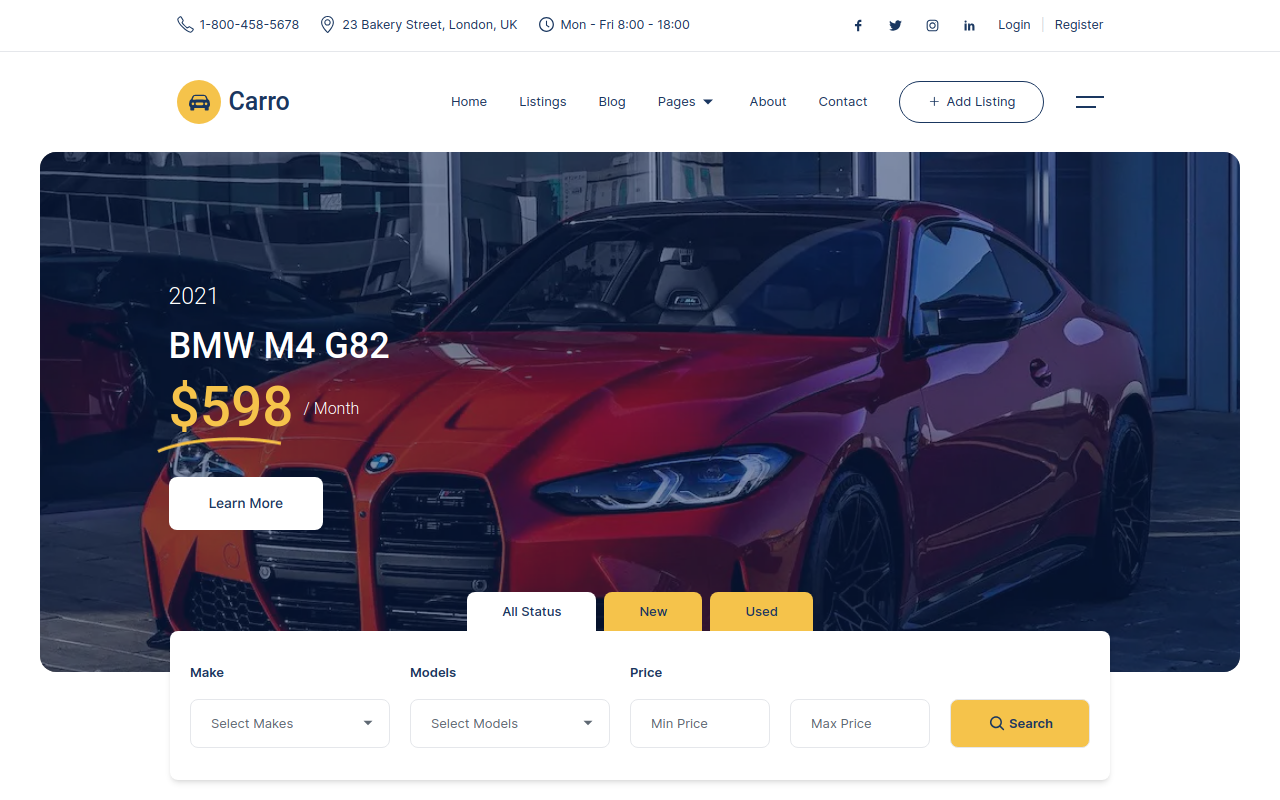 1-800-458-5678 23 Bakery Street, London, UK Mon - Fri 8:00 - 18:00 Login Register
Carro Home Listings Blog Pages About Contact + Add Listing
2021
BMW M4 G82
$598 / Month
Learn More
All Status New Used
Make Models Price
Select Makes Select Models Min Price Max Price Search